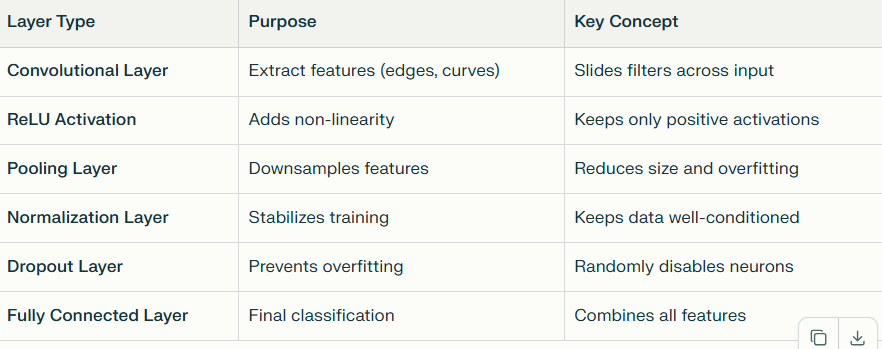 Layer Type Purpose Key Concept
Convolutional Layer Extract features (edges, curves) Slides filters across input
ReLU Activation Adds non-linearity Keeps only positive activations
Pooling Layer Downsamples features Reduces size and overfitting
Normalization Layer Stabilizes training Keeps data well-conditioned
Dropout Layer Prevents overfitting Randomly disables neurons
Fully Connected Layer Final classification Combines all features